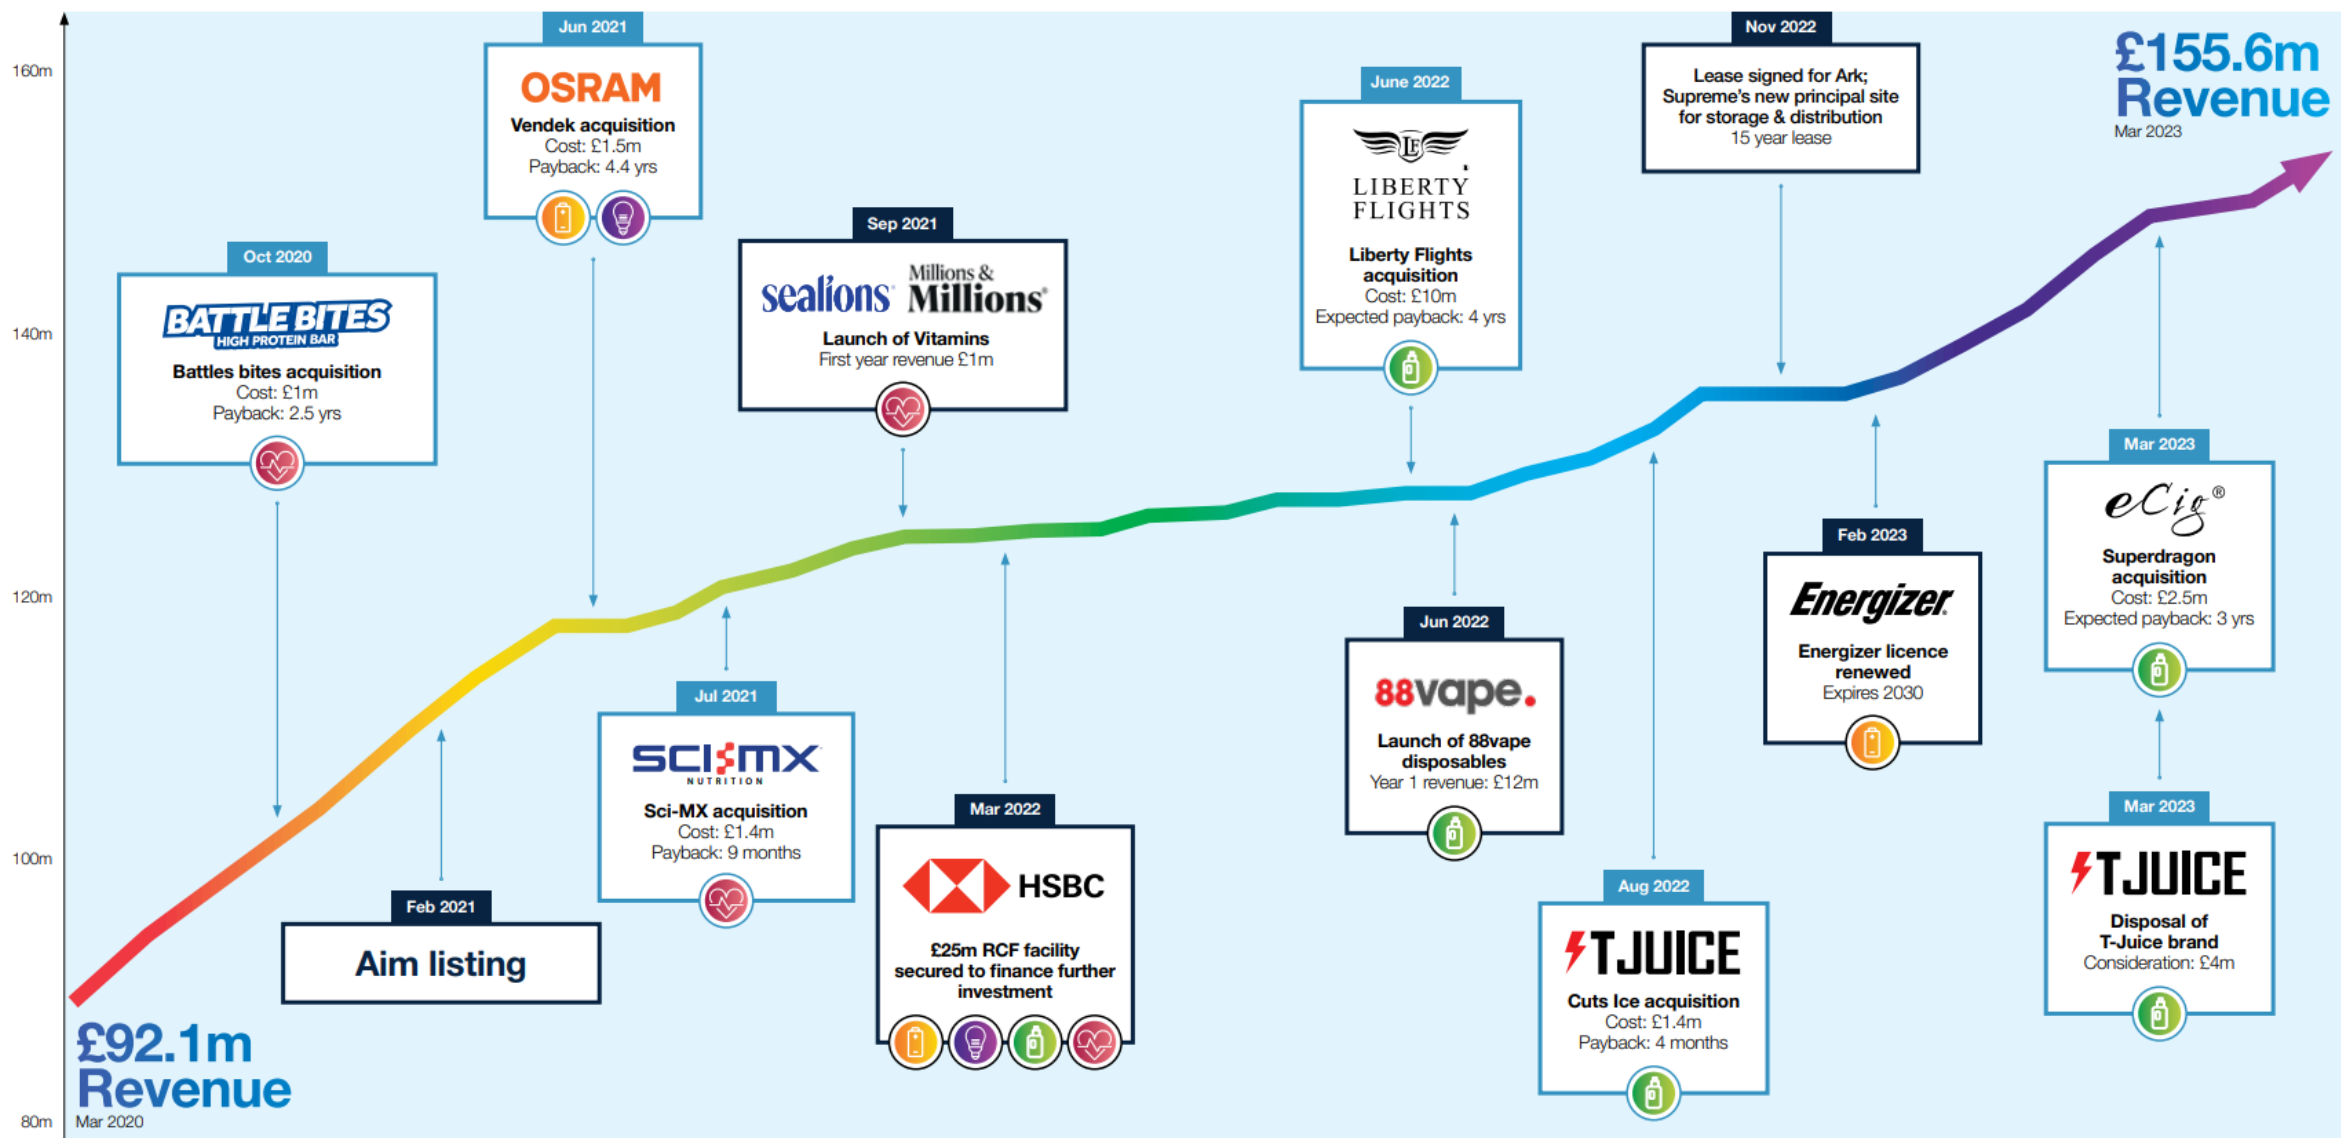 160m
140m
120m
100m
80m
£92.1m
Revenue
Mar 2020
Oct 2020
BATTLE BITES
HIGH PROTEIN BAR
Battles bites acquisition
Cost: £1m
Payback: 2.5 yrs
Feb 2021
Aim listing
Jun 2021
OSRAM
Vendek acquisition
Cost: £1.5m
Payback: 4.4 yrs
Jul 2021
SCI-MX
NUTRITION
Sci-MX acquisition
Cost: £1.4m
Payback: 9 months
Sep 2021
sealions
Millions &
Millions
Launch of Vitamins
First year revenue £1m
Mar 2022
HSBC
£25m RCF facility
secured to finance further
investment
June 2022
LF
LIBERTY
FLIGHTS
Liberty Flights
acquisition
Cost: £10m
Expected payback: 4 yrs
Jun 2022
88vape.
Launch of 88vape
disposables
Year 1 revenue: £12m
Aug 2022
TJUICE
Cuts Ice acquisition
Cost: £1.4m
Payback: 4 months
Nov 2022
Lease signed for Ark;
Supreme's new principal site
for storage & distribution
15 year lease
Feb 2023
Energizer
Energizer licence
renewed
Expires 2030
Mar 2023
eCig®
Superdragon
acquisition
Cost: £2.5m
Expected payback: 3 yrs
Mar 2023
TJUICE
Disposal of
T-Juice brand
Consideration: £4m
£155.6m
Revenue
Mar 2023